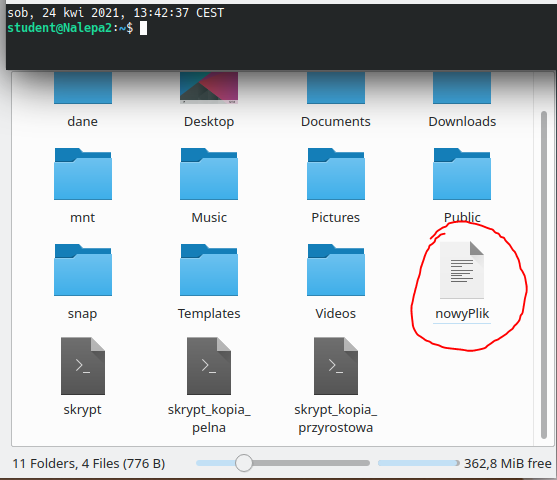 sob, 24 kwi 2021, 13:42:37 CEST
student@Nalepa2:~$
dane Desktop Documents Downloads
mnt Music Pictures Public
snap Templates Videos nowyPlik
>_ >_ >_
skrypt skrypt_kopia_ skrypt_kopia_
pelna przyrostowa
11 Folders, 4 Files (776 B) 362,8 MiB free